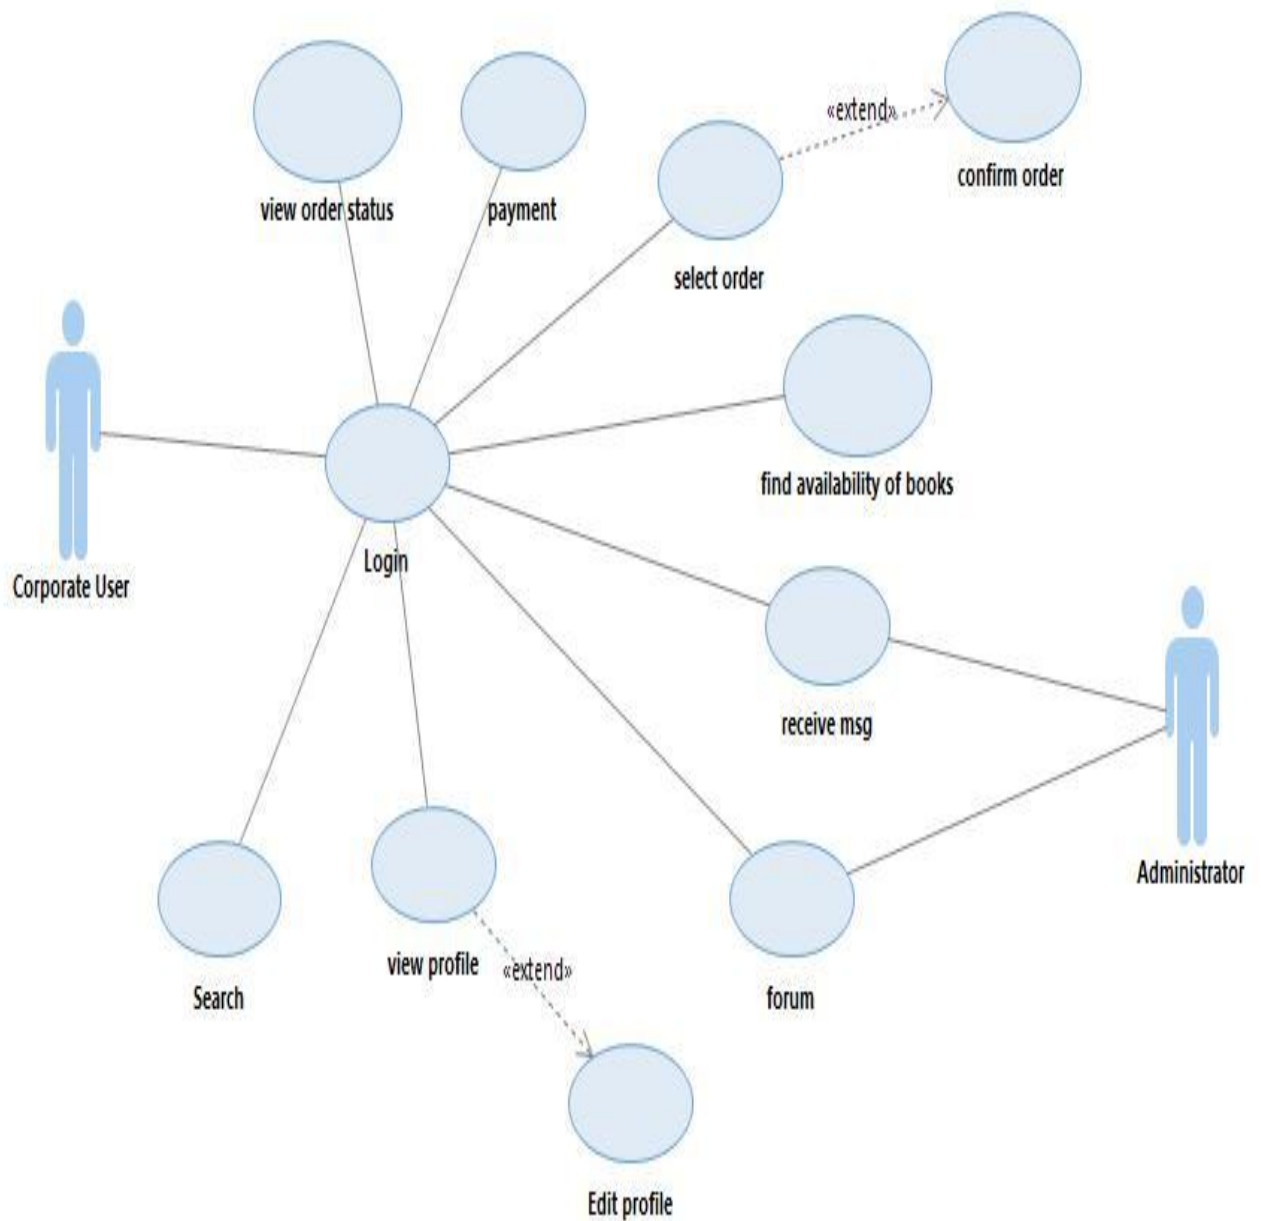 view order status
payment
«extend»
confirm order
select order
find availability of books
Login
Corporate User
receive msg
Administrator
Search
view profile
«extend»
forum
Edit profile